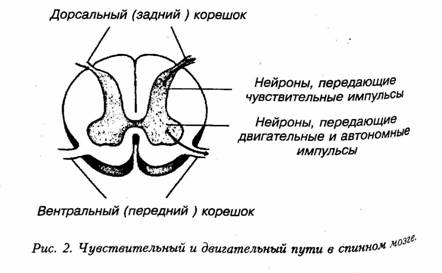 Дорсальный (задний ) корешок
Нейроны, передающие
чувствительные импульсы
Нейроны, передающие
двигательные и автономные
импульсы
Вентральный (передний ) корешок
Рис. 2. Чувствительный и двигательный пути в спинном мозге.